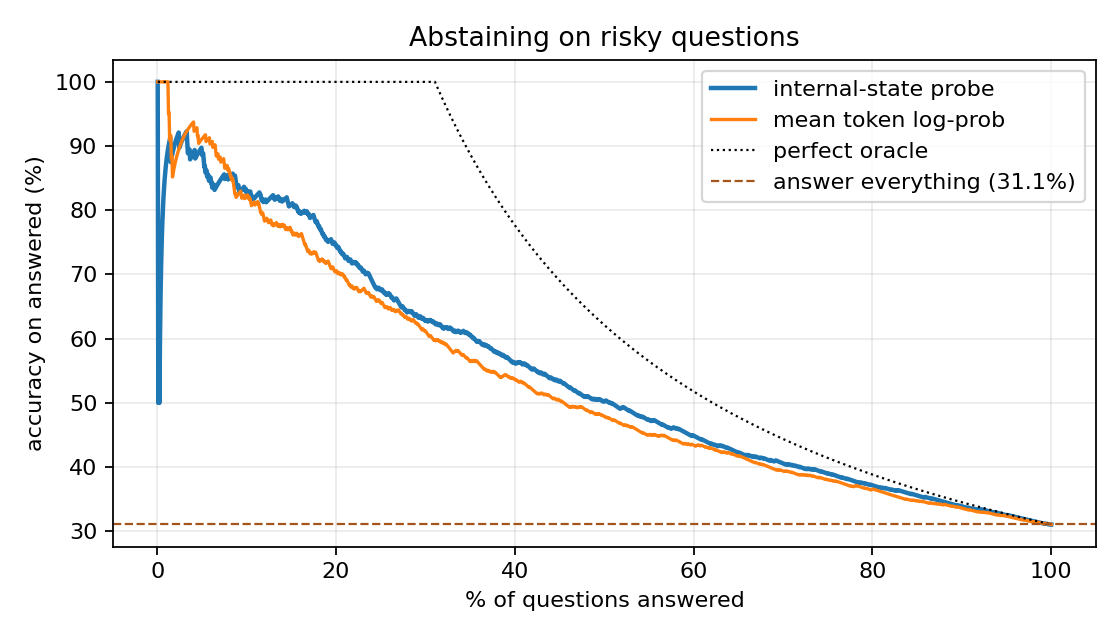 Abstaining on risky questions
accuracy on answered (%)
100
90
80
70
60
50
40
30
internal-state probe
mean token log-prob
perfect oracle
answer everything (31.1%)
0 20 40 60 80 100
% of questions answered